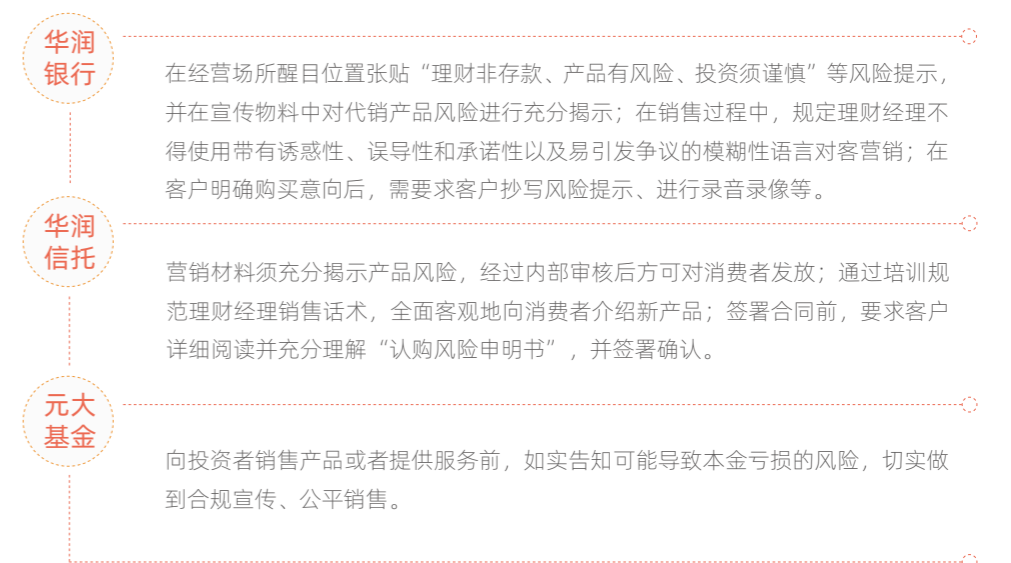 华润
银行
在经营场所醒目位置张贴“理财非存款、产品有风险、投资须谨慎”等风险提示，
并在宣传物料中对代销产品风险进行充分揭示；在销售过程中，规定理财经理不
得使用带有诱惑性、误导性和承诺性以及易引发争议的模糊性语言对客营销；在
客户明确购买意向后，需要求客户抄写风险提示、进行录音录像等。
华润
信托
营销材料须充分揭示产品风险，经过内部审核后方可对消费者发放；通过培训规
范理财经理销售话术，全面客观地向消费者介绍新产品；签署合同前，要求客户
详细阅读并充分理解“认购风险申明书”，并签署确认。
元大
基金
向投资者销售产品或者提供服务前，如实告知可能导致本金亏损的风险，切实做
到合规宣传、公平销售。